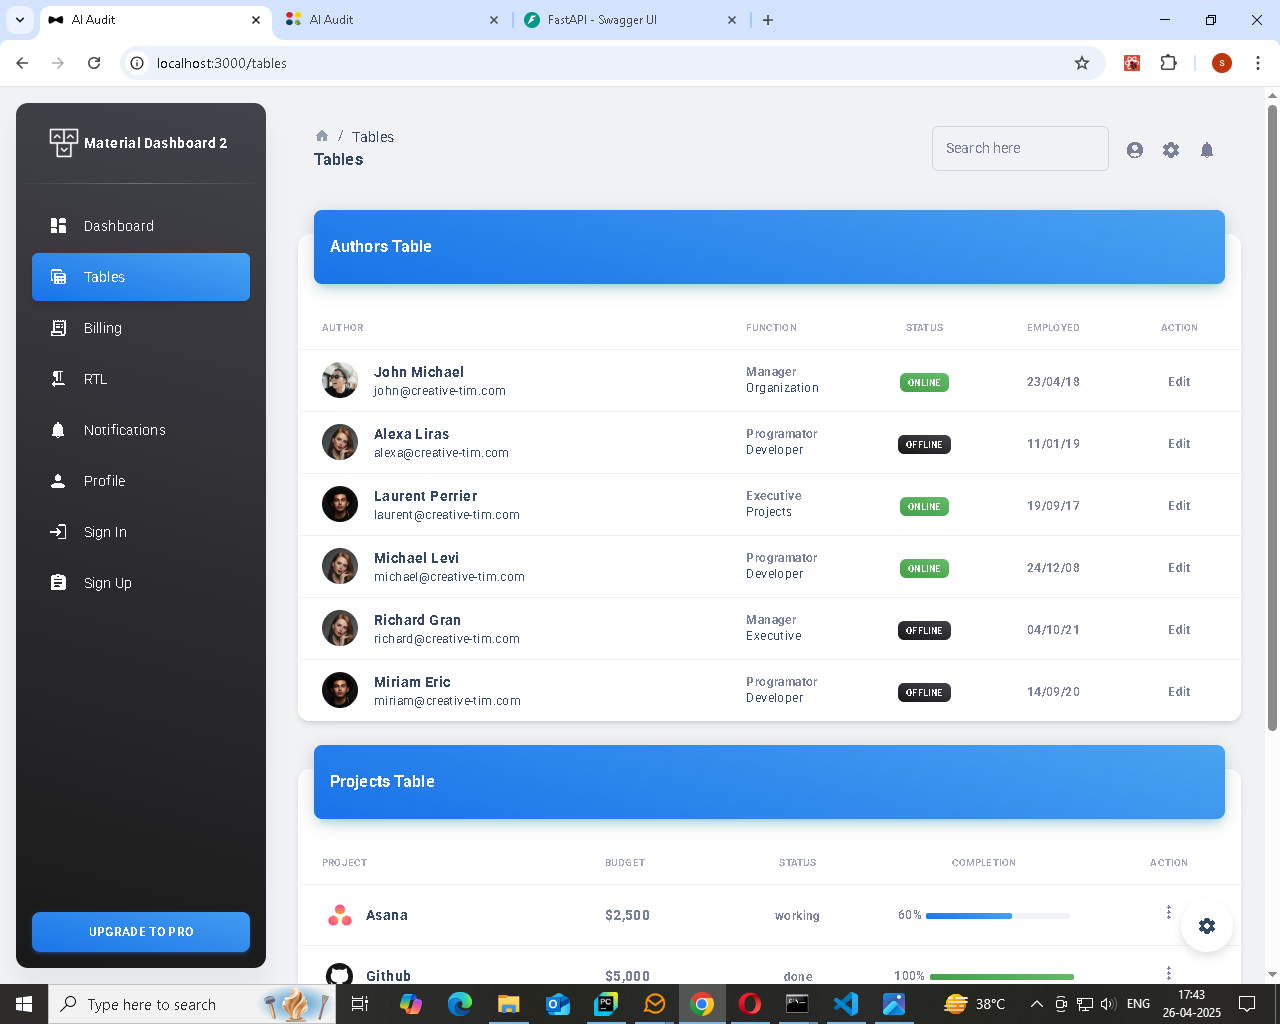 AI Audit
AI Audit
FastAPI - Swagger UI
localhost:3000/tables
S
Material Dashboard 2
Dashboard
Tables
Billing
RTL
Notifications
Profile
Sign In
Sign Up
UPGRADE TO PRO
/ Tables
Tables
Search here
Authors Table
AUTHOR FUNCTION STATUS EMPLOYED ACTION
John Michael
john@creative-tim.com
Manager
Organization
ONLINE
23/04/18
Edit
Alexa Liras
alexa@creative-tim.com
Programator
Developer
OFFLINE
11/01/19
Edit
Laurent Perrier
laurent@creative-tim.com
Executive
Projects
ONLINE
19/09/17
Edit
Michael Levi
michael@creative-tim.com
Programator
Developer
ONLINE
24/12/08
Edit
Richard Gran
richard@creative-tim.com
Manager
Executive
OFFLINE
04/10/21
Edit
Miriam Eric
miriam@creative-tim.com
Programator
Developer
OFFLINE
14/09/20
Edit
Projects Table
PROJECT BUDGET STATUS COMPLETION ACTION
Asana $2,500 working 60%
Github $5,000 done 100%
Type here to search
38°C
ENG
17:43
26-04-2025